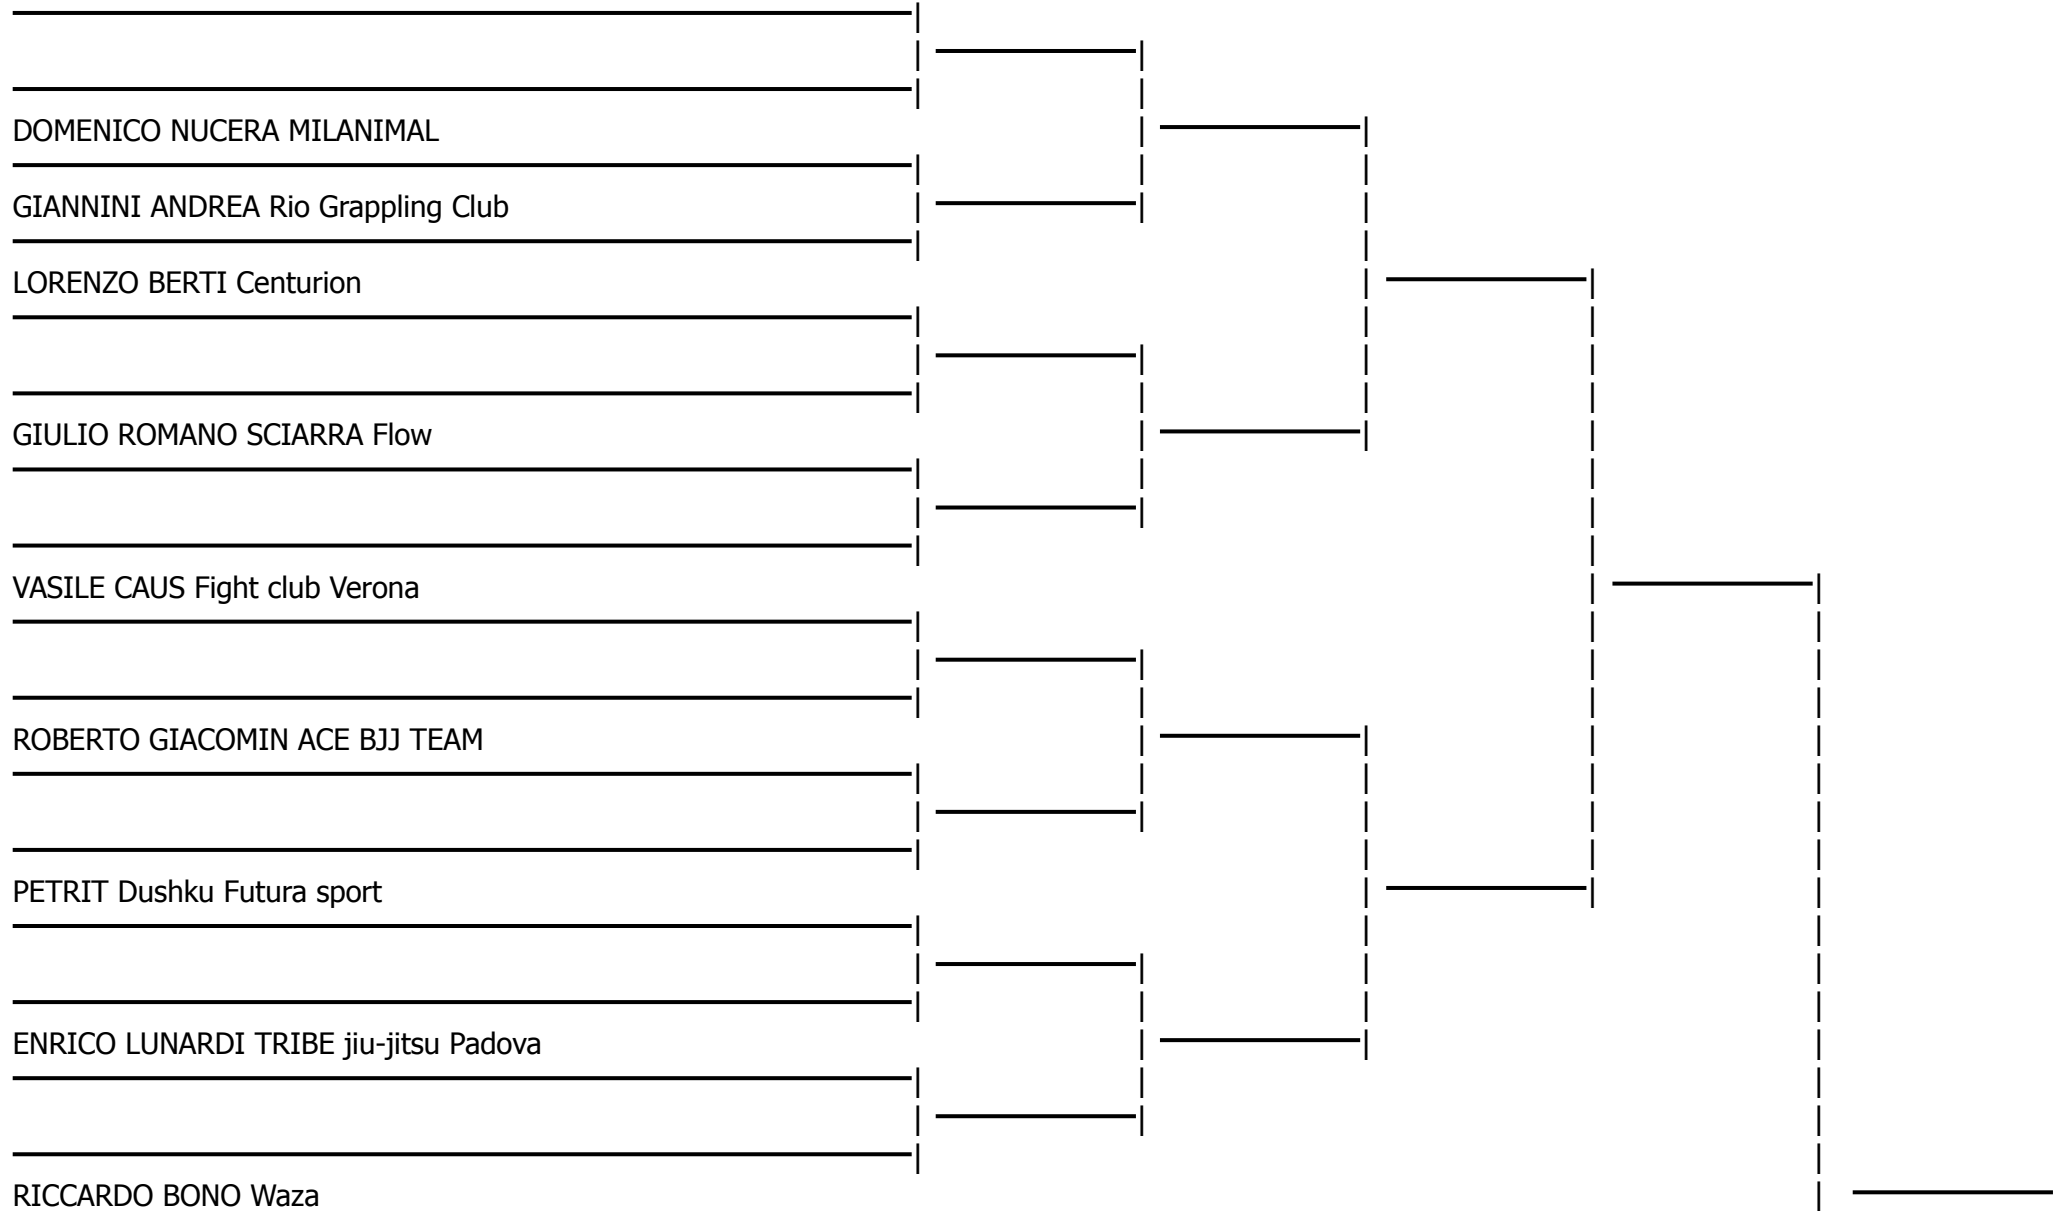 DOMENICO NUCERA MILANIMAL
GIANNINI ANDREA Rio Grappling Club
LORENZO BERTI Centurion
GIULIO ROMANO SCIARRA Flow
VASILE CAUS Fight club Verona
ROBERTO GIACOMIN ACE BJJ TEAM
PETRIT Dushku Futura sport
ENRICO LUNARDI TRIBE jiu-jitsu Padova
RICCARDO BONO Waza